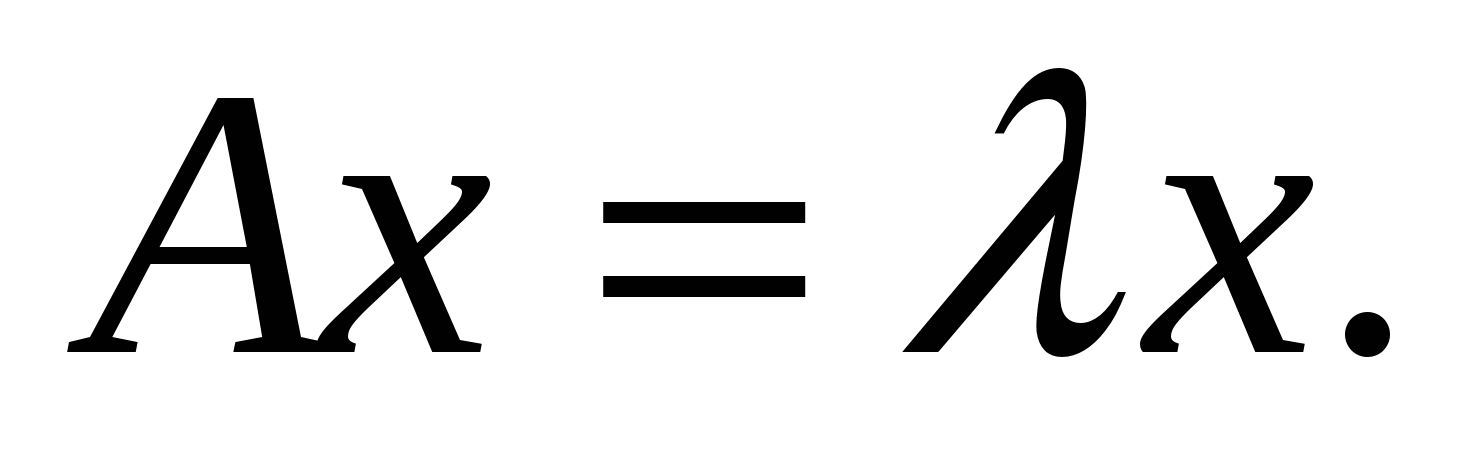 Ax = λx.